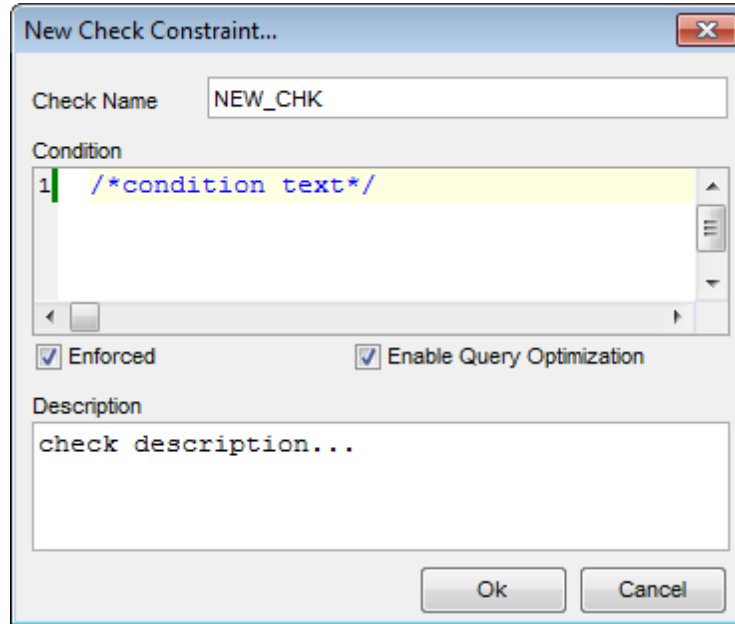 New Check Constraint...
Check Name NEW_CHK
Condition
1 /*condition text*/
Enforced Enable Query Optimization
Description
check description...
Ok Cancel